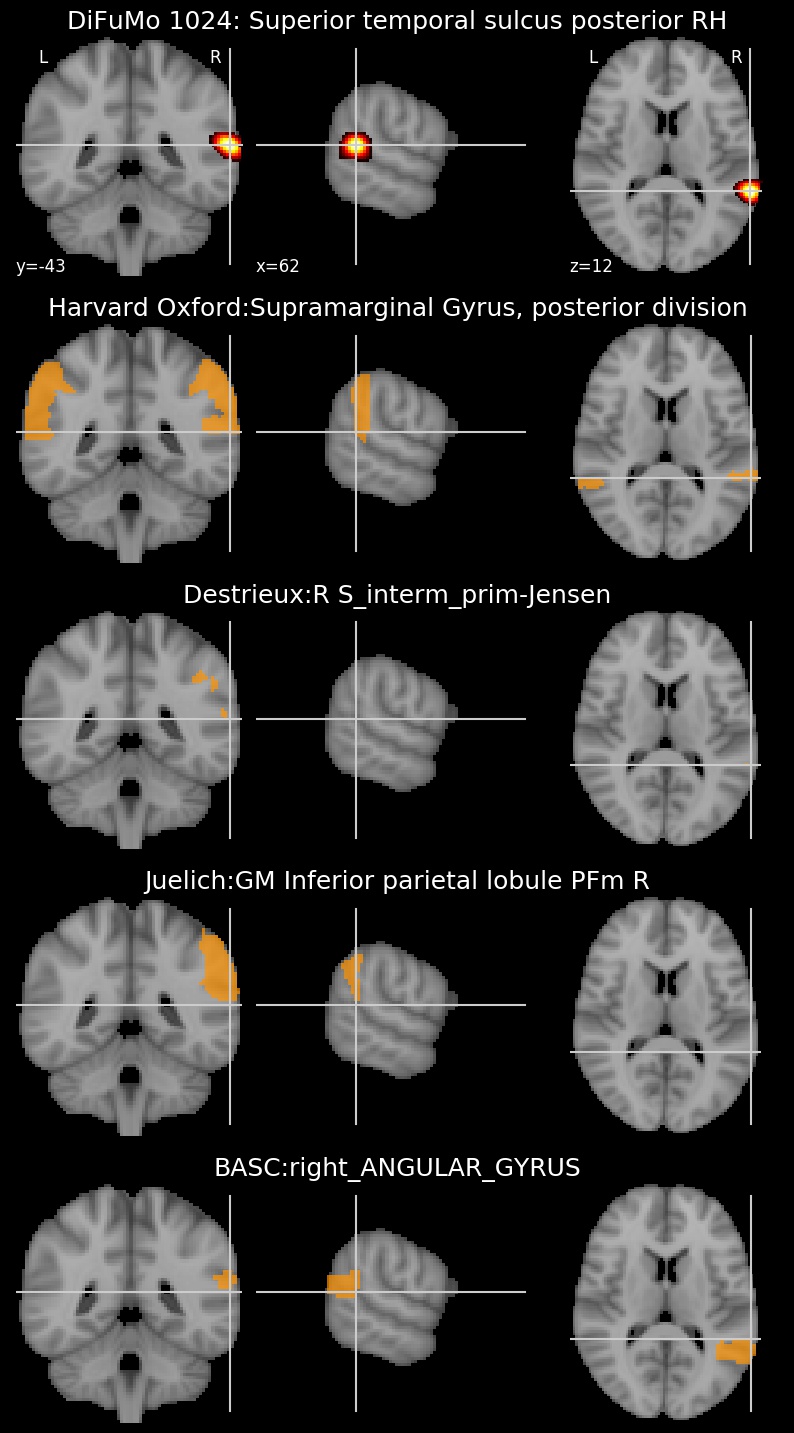 DiFuMo 1024: Superior temporal sulcus posterior RH
L R L R
y=-43 x=62 z=12
Harvard Oxford:Supramarginal Gyrus, posterior division
Destrieux:R S_interm_prim-Jensen
Juelich:GM Inferior parietal lobule PFm R
BASC:right_ANGULAR_GYRUS